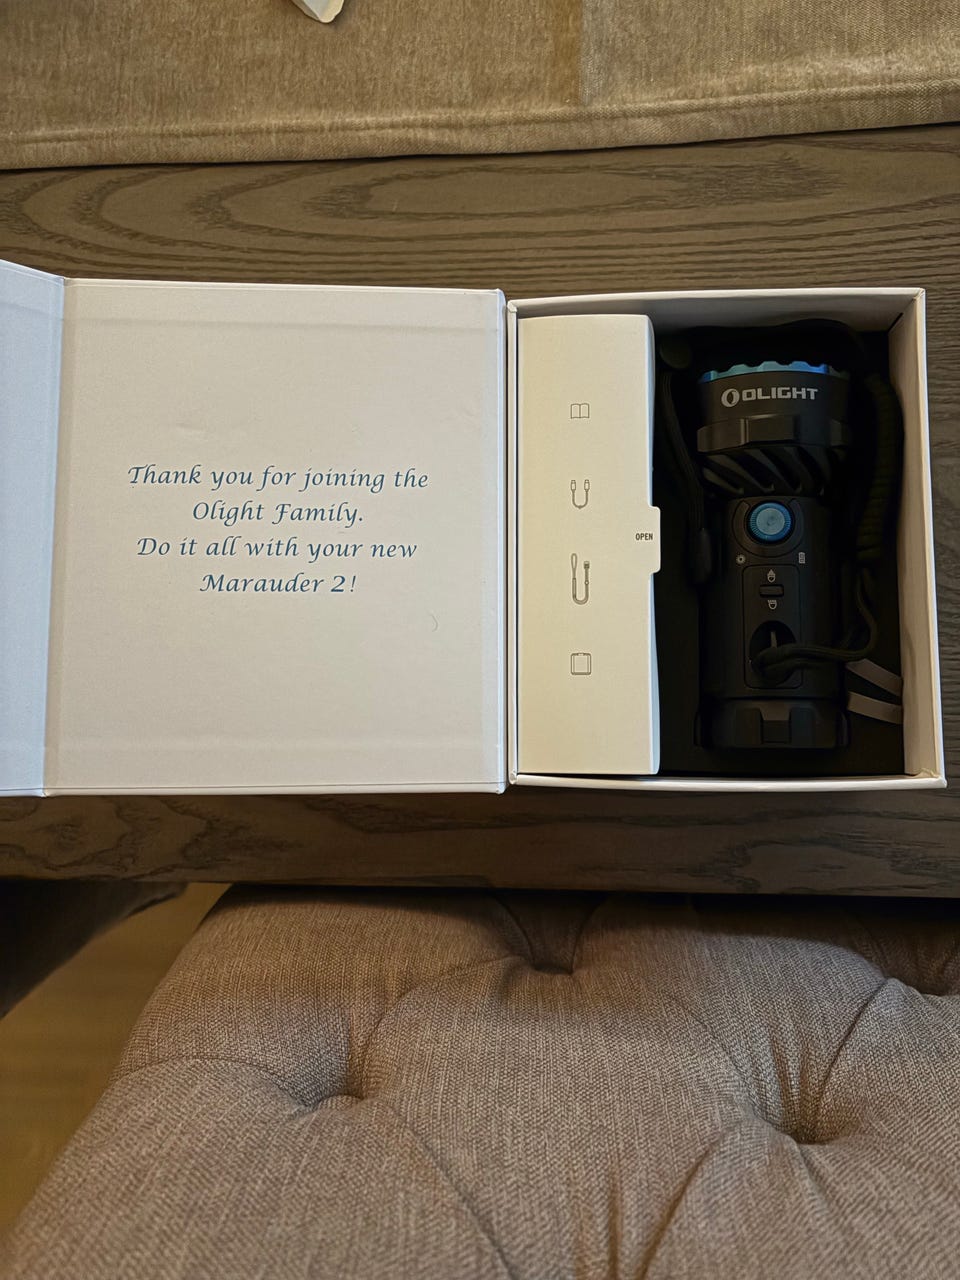 Thank you for joining the
Olight Family.
Do it all with your new
Marauder 2!
OPEN
OLIGHT